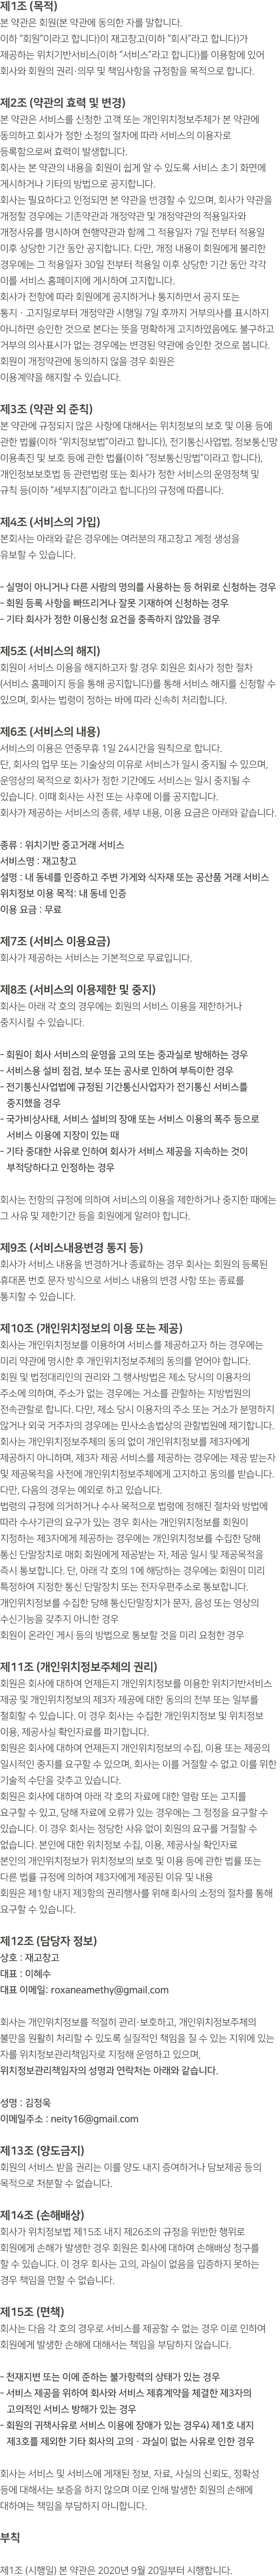 제1조 (목적)
본 약관은 회원(본 약관에 동의한 자를 말합니다.
이하 "회원"이라고 합니다)이 재고창고(이하 "회사"라고 합니다)가
제공하는 위치기반서비스(이하 "서비스"라고 합니다)를 이용함에 있어
회사와 회원의 권리·의무 및 책임사항을 규정함을 목적으로 합니다.
제2조 (약관의 효력 및 변경)
본 약관은 서비스를 신청한 고객 또는 개인위치정보주체가 본 약관에
동의하고 회사가 정한 소정의 절차에 따라 서비스의 이용자로
등록함으로써 효력이 발생합니다.
회사는 본 약관의 내용을 회원이 쉽게 알 수 있도록 서비스 초기 화면에
게시하거나 기타의 방법으로 공지합니다.
회사는 필요하다고 인정되면 본 약관을 변경할 수 있으며, 회사가 약관을
개정할 경우에는 기존약관과 개정약관 및 개정약관의 적용일자와
개정사유를 명시하여 현행약관과 함께 그 적용일자 7일 전부터 적용일
이후 상당한 기간 동안 공지합니다. 다만, 개정 내용이 회원에게 불리한
경우에는 그 적용일자 30일 전부터 적용일 이후 상당한 기간 동안 각각
이를 서비스 홈페이지에 게시하여 고지합니다.
회사가 전항에 따라 회원에게 공지하거나 통지하면서 공지 또는
통지ㆍ고지일로부터 개정약관 시행일 7일 후까지 거부의사를 표시하지
아니하면 승인한 것으로 본다는 뜻을 명확하게 고지하였음에도 불구하고
거부의 의사표시가 없는 경우에는 변경된 약관에 승인한 것으로 봅니다.
회원이 개정약관에 동의하지 않을 경우 회원은
이용계약을 해지할 수 있습니다.
제3조 (약관 외 준칙)
본 약관에 규정되지 않은 사항에 대해서는 위치정보의 보호 및 이용 등에
관한 법률(이하 "위치정보법"이라고 합니다), 전기통신사업법, 정보통신망
이용촉진 및 보호 등에 관한 법률(이하 "정보통신망법"이라고 합니다),
개인정보보호법 등 관련법령 또는 회사가 정한 서비스의 운영정책 및
규칙 등(이하 "세부지침"이라고 합니다)의 규정에 따릅니다.
제4조 (서비스의 가입)
본회사는 아래와 같은 경우에는 여러분의 재고창고 계정 생성을
유보할 수 있습니다.
- 실명이 아니거나 다른 사람의 명의를 사용하는 등 허위로 신청하는 경우
- 회원 등록 사항을 빠뜨리거나 잘못 기재하여 신청하는 경우
- 기타 회사가 정한 이용신청 요건을 충족하지 않았을 경우
제5조 (서비스의 해지)
회원이 서비스 이용을 해지하고자 할 경우 회원은 회사가 정한 절차
(서비스 홈페이지 등을 통해 공지합니다)를 통해 서비스 해지를 신청할 수
있으며, 회사는 법령이 정하는 바에 따라 신속히 처리합니다.
제6조 (서비스의 내용)
서비스의 이용은 연중무휴 1일 24시간을 원칙으로 합니다.
단, 회사의 업무 또는 기술상의 이유로 서비스가 일시 중지될 수 있으며,
운영상의 목적으로 회사가 정한 기간에도 서비스는 일시 중지될 수
있습니다. 이때 회사는 사전 또는 사후에 이를 공지합니다.
회사가 제공하는 서비스의 종류, 세부 내용, 이용 요금은 아래와 같습니다.
종류 : 위치기반 중고거래 서비스
서비스명 : 재고창고
설명 : 내 동네를 인증하고 주변 가게와 식자재 또는 공산품 거래 서비스
위치정보 이용 목적: 내 동네 인증
이용 요금 : 무료
제7조 (서비스 이용요금)
회사가 제공하는 서비스는 기본적으로 무료입니다.
제8조 (서비스의 이용제한 및 중지)
회사는 아래 각 호의 경우에는 회원의 서비스 이용을 제한하거나
중지시킬 수 있습니다.
- 회원이 회사 서비스의 운영을 고의 또는 중과실로 방해하는 경우
- 서비스용 설비 점검, 보수 또는 공사로 인하여 부득이한 경우
- 전기통신사업법에 규정된 기간통신사업자가 전기통신 서비스를
중지했을 경우
- 국가비상사태, 서비스 설비의 장애 또는 서비스 이용의 폭주 등으로
서비스 이용에 지장이 있는 때
- 기타 중대한 사유로 인하여 회사가 서비스 제공을 지속하는 것이
부적당하다고 인정하는 경우
회사는 전항의 규정에 의하여 서비스의 이용을 제한하거나 중지한 때에는
그 사유 및 제한기간 등을 회원에게 알려야 합니다.
제9조 (서비스내용변경 통지 등)
회사가 서비스 내용을 변경하거나 종료하는 경우 회사는 회원의 등록된
휴대폰 번호 문자 방식으로 서비스 내용의 변경 사항 또는 종료를
통지할 수 있습니다.
제10조 (개인위치정보의 이용 또는 제공)
회사는 개인위치정보를 이용하여 서비스를 제공하고자 하는 경우에는
미리 약관에 명시한 후 개인위치정보주체의 동의를 얻어야 합니다.
회원 및 법정대리인의 권리와 그 행사방법은 제소 당시의 이용자의
주소에 의하며, 주소가 없는 경우에는 거소를 관할하는 지방법원의
전속관할로 합니다. 다만, 제소 당시 이용자의 주소 또는 거소가 분명하지
않거나 외국 거주자의 경우에는 민사소송법상의 관할법원에 제기합니다.
회사는 개인위치정보주체의 동의 없이 개인위치정보를 제3자에게
제공하지 아니하며, 제3자 제공 서비스를 제공하는 경우에는 제공 받는자
및 제공목적을 사전에 개인위치정보주체에게 고지하고 동의를 받습니다.
다만, 다음의 경우는 예외로 하고 있습니다.
법령의 규정에 의거하거나 수사 목적으로 법령에 정해진 절차와 방법에
따라 수사기관의 요구가 있는 경우 회사는 개인위치정보를 회원이
지정하는 제3자에게 제공하는 경우에는 개인위치정보를 수집한 당해
통신 단말장치로 매회 회원에게 제공받는 자, 제공 일시 및 제공목적을
즉시 통보합니다. 단, 아래 각 호의 1에 해당하는 경우에는 회원이 미리
특정하여 지정한 통신 단말장치 또는 전자우편주소로 통보합니다.
개인위치정보를 수집한 당해 통신단말장치가 문자, 음성 또는 영상의
수신기능을 갖추지 아니한 경우
회원이 온라인 게시 등의 방법으로 통보할 것을 미리 요청한 경우
제11조 (개인위치정보주체의 권리)
회원은 회사에 대하여 언제든지 개인위치정보를 이용한 위치기반서비스
제공 및 개인위치정보의 제3자 제공에 대한 동의의 전부 또는 일부를
철회할 수 있습니다. 이 경우 회사는 수집한 개인위치정보 및 위치정보
이용, 제공사실 확인자료를 파기합니다.
회원은 회사에 대하여 언제든지 개인위치정보의 수집, 이용 또는 제공의
일시적인 중지를 요구할 수 있으며, 회사는 이를 거절할 수 없고 이를 위한
기술적 수단을 갖추고 있습니다.
회원은 회사에 대하여 아래 각 호의 자료에 대한 열람 또는 고지를
요구할 수 있고, 당해 자료에 오류가 있는 경우에는 그 정정을 요구할 수
있습니다. 이 경우 회사는 정당한 사유 없이 회원의 요구를 거절할 수
없습니다. 본인에 대한 위치정보 수집, 이용, 제공사실 확인자료
본인의 개인위치정보가 위치정보의 보호 및 이용 등에 관한 법률 또는
다른 법률 규정에 의하여 제3자에게 제공된 이유 및 내용
회원은 제1항 내지 제3항의 권리행사를 위해 회사의 소정의 절차를 통해
요구할 수 있습니다.
제12조 (담당자 정보)
상호 : 재고창고
대표 : 이혜수
대표 이메일: roxaneamethy@gmail.com
회사는 개인위치정보를 적절히 관리·보호하고, 개인위치정보주체의
불만을 원활히 처리할 수 있도록 실질적인 책임을 질 수 있는 지위에 있는
자를 위치정보관리책임자로 지정해 운영하고 있으며,
위치정보관리책임자의 성명과 연락처는 아래와 같습니다.
성명 : 김정욱
이메일주소 : neity16@gmail.com
제13조 (양도금지)
회원의 서비스 받을 권리는 이를 양도 내지 증여하거나 담보제공 등의
목적으로 처분할 수 없습니다.
제14조 (손해배상)
회사가 위치정보법 제15조 내지 제26조의 규정을 위반한 행위로
회원에게 손해가 발생한 경우 회원은 회사에 대하여 손해배상 청구를
할 수 있습니다. 이 경우 회사는 고의, 과실이 없음을 입증하지 못하는
경우 책임을 면할 수 없습니다.
제15조 (면책)
회사는 다음 각 호의 경우로 서비스를 제공할 수 없는 경우 이로 인하여
회원에게 발생한 손해에 대해서는 책임을 부담하지 않습니다.
- 천재지변 또는 이에 준하는 불가항력의 상태가 있는 경우
- 서비스 제공을 위하여 회사와 서비스 제휴계약을 체결한 제3자의
고의적인 서비스 방해가 있는 경우
- 회원의 귀책사유로 서비스 이용에 장애가 있는 경우4) 제1호 내지
제3호를 제외한 기타 회사의 고의ㆍ과실이 없는 사유로 인한 경우
회사는 서비스 및 서비스에 게재된 정보, 자료, 사실의 신뢰도, 정확성
등에 대해서는 보증을 하지 않으며 이로 인해 발생한 회원의 손해에
대하여는 책임을 부담하지 아니합니다.
부칙
제1조 (시행일) 본 약관은 2020년 9월 20일부터 시행합니다.